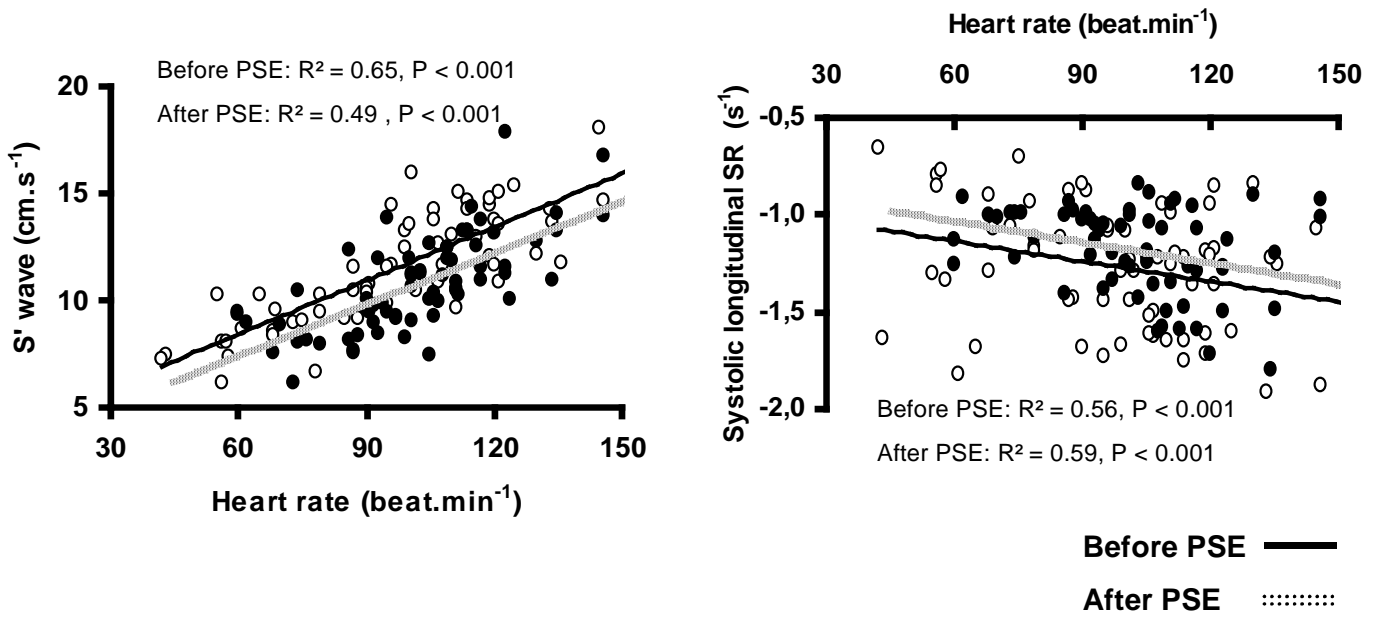 Before PSE: R² = 0.65, P < 0.001
After PSE: R² = 0.49 , P < 0.001
S' wave (cm.s⁻¹)
20
15
10
5
30 60 90 120 150
Heart rate (beat.min⁻¹)
Heart rate (beat.min⁻¹)
30 60 90 120 150
Systolic longitudinal SR (s⁻¹)
-0,5
-1,0
-1,5
-2,0
Before PSE: R² = 0.56, P < 0.001
After PSE: R² = 0.59, P < 0.001
Before PSE
After PSE